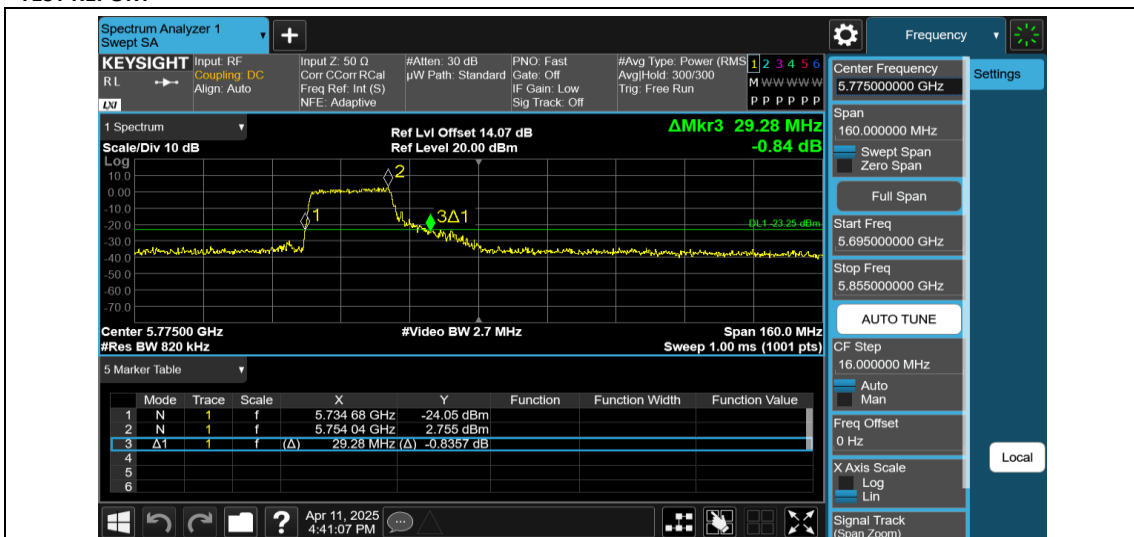 Spectrum Analyzer 1
Swept SA
Frequency
KEYSIGHT
R L
LXI
Input: RF
Coupling: DC
Align: Auto
Input Z: 50 Ω
Corr CCorr RCal
Freq Ref: Int (S)
NFE: Adaptive
#Atten: 30 dB
µW Path: Standard
PNO: Fast
Gate: Off
IF Gain: Low
Sig Track: Off
#Avg Type: Power (RMS
Avg|Hold: 300/300
Trig: Free Run
1 2 3 4 5 6
M W W W W W
P P P P P P
1 Spectrum
Scale/Div 10 dB
Ref Lvl Offset 14.07 dB
Ref Level 20.00 dBm
ΔMkr3 29.28 MHz
-0.84 dB
Log
10.0
0.00
-10.0
-20.0
-30.0
-40.0
-50.0
-60.0
-70.0
2
1
3Δ1
DL1 -23.25 dBm
Center 5.77500 GHz
#Video BW 2.7 MHz
Span 160.0 MHz
#Res BW 820 kHz
Sweep 1.00 ms (1001 pts)
5 Marker Table
Mode Trace Scale X Y Function Function Width Function Value
1 N 1 f 5.734 68 GHz -24.05 dBm
2 N 1 f 5.754 04 GHz 2.755 dBm
3 Δ1 1 f (Δ) 29.28 MHz (Δ) -0.8357 dB
4
5
6
Apr 11, 2025
4:41:07 PM
Center Frequency
5.775000000 GHz
Span
160.000000 MHz
Swept Span
Zero Span
Full Span
Start Freq
5.695000000 GHz
Stop Freq
5.855000000 GHz
AUTO TUNE
CF Step
16.000000 MHz
Auto
Man
Freq Offset
0 Hz
X Axis Scale
Log
Lin
Signal Track
(Span Zoom)
Settings
Local